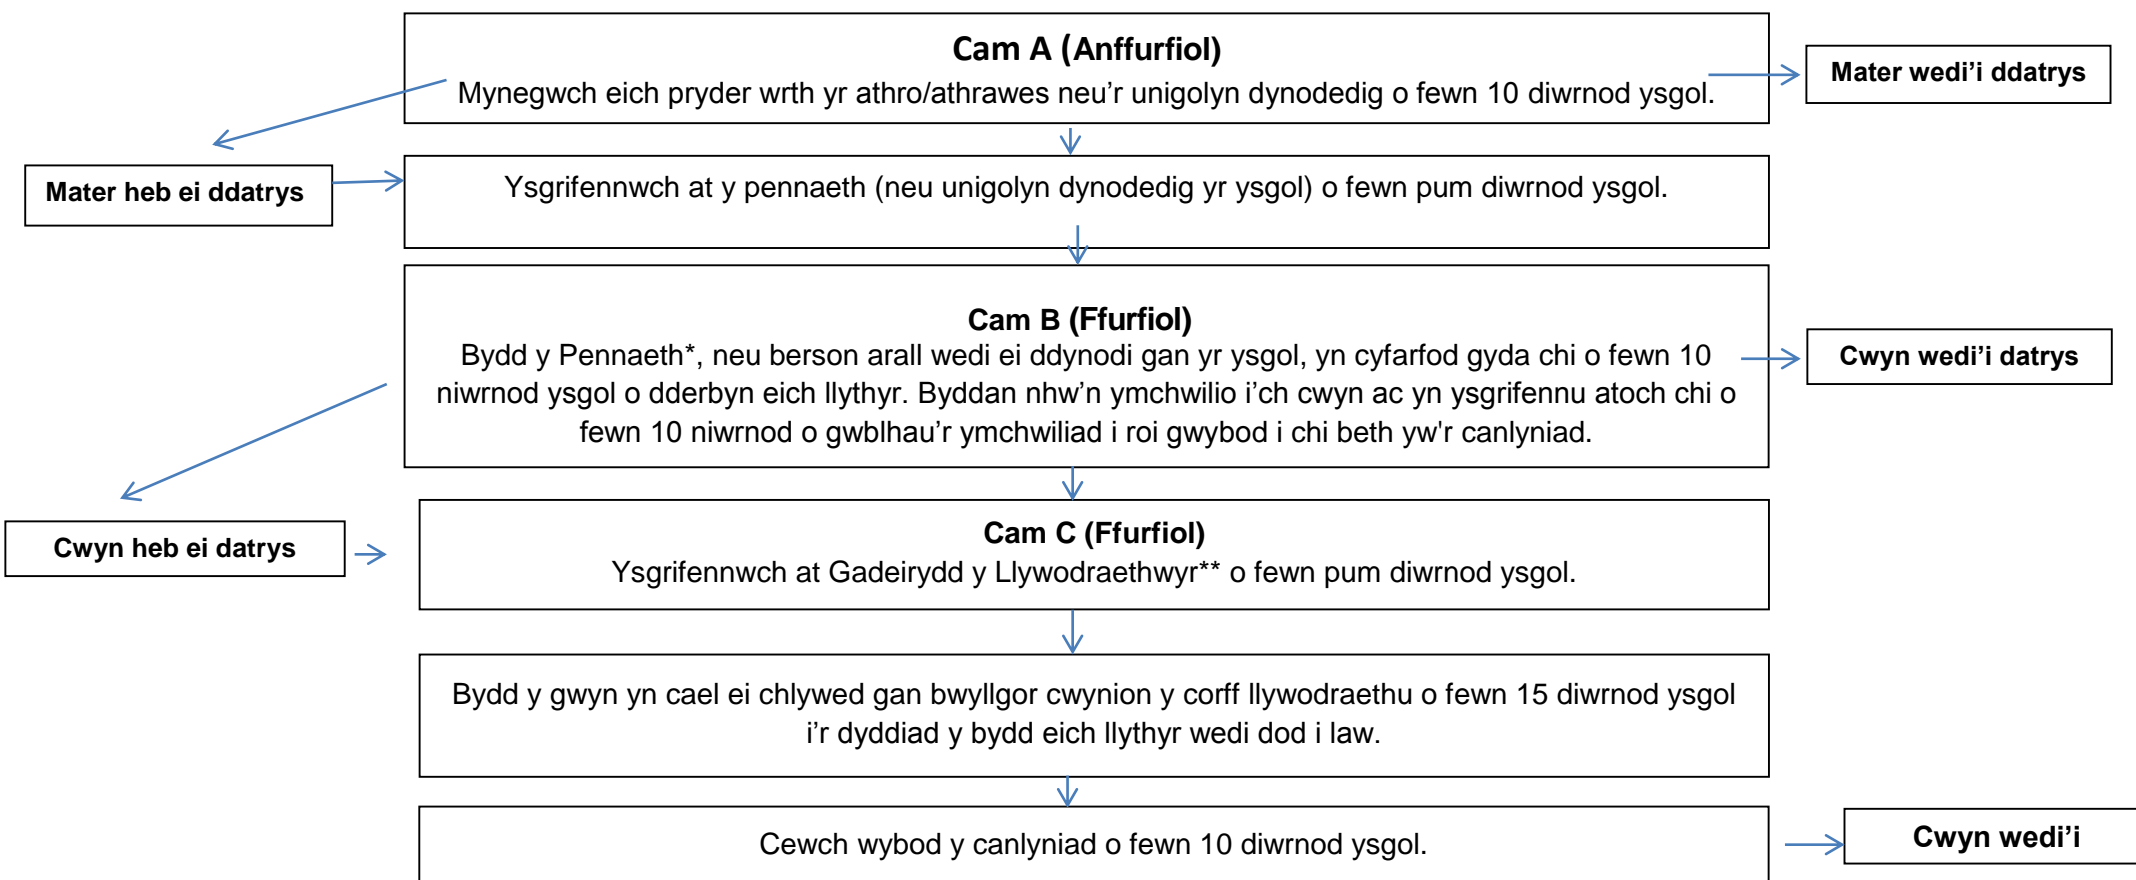 Cam A (Anffurfiol)
Mynegwch eich pryder wrth yr athro/athrawes neu'r unigolyn dynodedig o fewn 10 diwrnod ysgol.
Mater wedi'i ddatrys
Mater heb ei ddatrys
Ysgrifennwch at y pennaeth (neu unigolyn dynodedig yr ysgol) o fewn pum diwrnod ysgol.
Cam B (Ffurfiol)
Bydd y Pennaeth*, neu berson arall wedi ei ddynodi gan yr ysgol, yn cyfarfod gyda chi o fewn 10
niwrnod ysgol o dderbyn eich llythyr. Byddan nhw'n ymchwilio i'ch cwyn ac yn ysgrifennu atoch chi o
fewn 10 niwrnod o gwblhau'r ymchwiliad i roi gwybod i chi beth yw'r canlyniad.
Cwyn wedi'i datrys
Cwyn heb ei datrys
Cam C (Ffurfiol)
Ysgrifennwch at Gadeirydd y Llywodraethwyr** o fewn pum diwrnod ysgol.
Bydd y gwyn yn cael ei chlywed gan bwyllgor cwynion y corff llywodraethu o fewn 15 diwrnod ysgol
i'r dyddiad y bydd eich llythyr wedi dod i law.
Cewch wybod y canlyniad o fewn 10 diwrnod ysgol.
Cwyn wedi'i